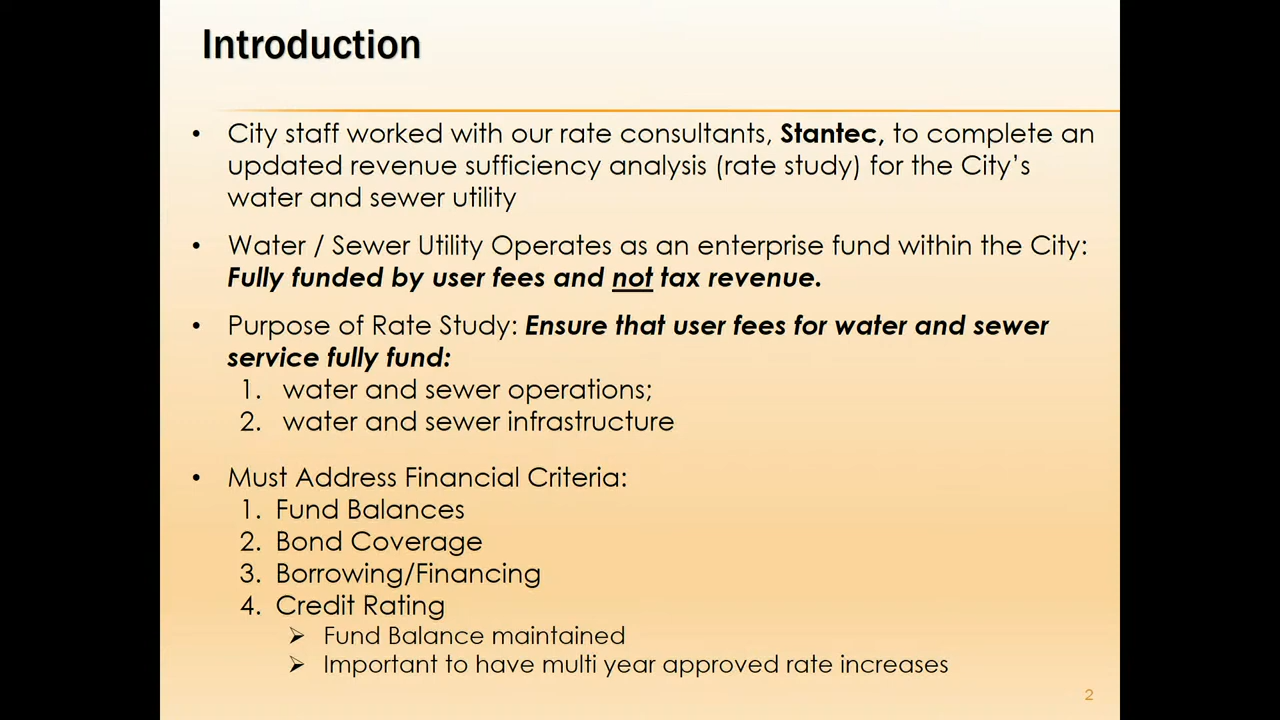 Introduction
• City staff worked with our rate consultants, Stantec, to complete an
updated revenue sufficiency analysis (rate study) for the City’s
water and sewer utility
• Water / Sewer Utility Operates as an enterprise fund within the City:
Fully funded by user fees and not tax revenue.
• Purpose of Rate Study: Ensure that user fees for water and sewer
service fully fund:
1. water and sewer operations;
2. water and sewer infrastructure
• Must Address Financial Criteria:
1. Fund Balances
2. Bond Coverage
3. Borrowing/Financing
4. Credit Rating
➢ Fund Balance maintained
➢ Important to have multi year approved rate increases
2